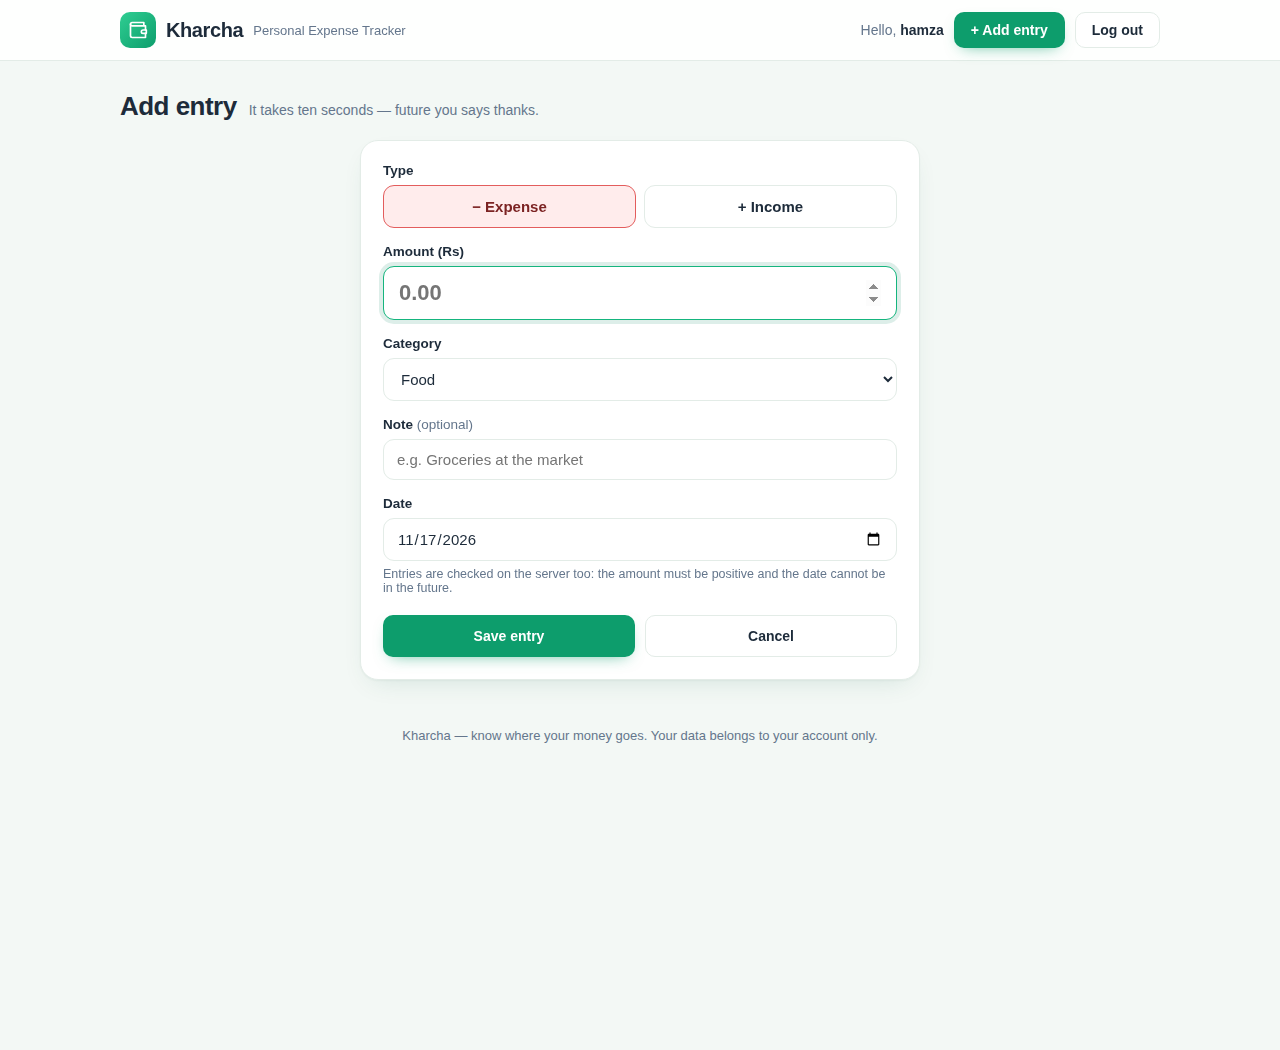 Kharcha Personal Expense Tracker
Hello, hamza + Add entry Log out
Add entry It takes ten seconds — future you says thanks.
Type
− Expense + Income
Amount (Rs)
0.00
Category
Food
Note (optional)
e.g. Groceries at the market
Date
11/17/2026
Entries are checked on the server too: the amount must be positive and the date cannot be
in the future.
Save entry Cancel
Kharcha — know where your money goes. Your data belongs to your account only.